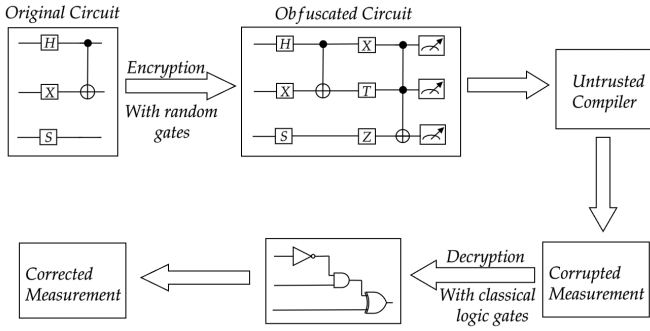 Original Circuit
Obfuscated Circuit
H
X
S
Encryption
With random
gates
H
X
X
T
S
Z
Untrusted
Compiler
Corrected
Measurement
Decryption
With classical
logic gates
Corrupted
Measurement